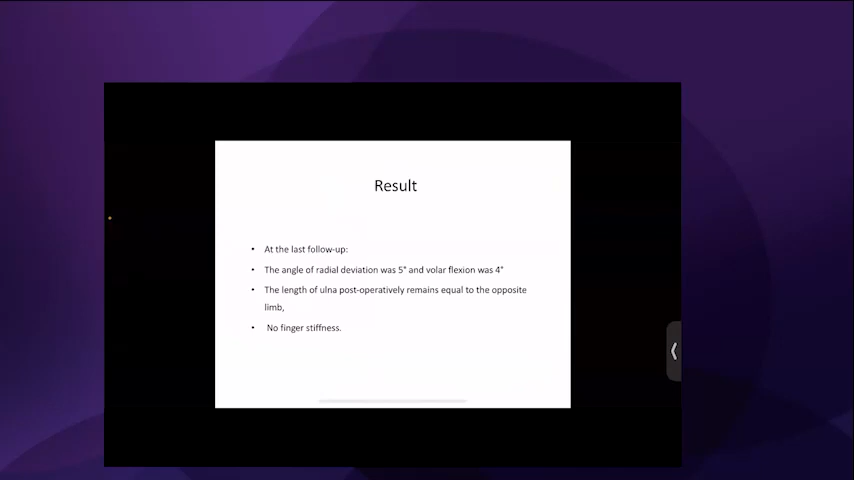 Result
• At the last follow-up:
• The angle of radial deviation was 5° and volar flexion was 4°
• The length of ulna post-operatively remains equal to the opposite
limb,
• No finger stiffness.